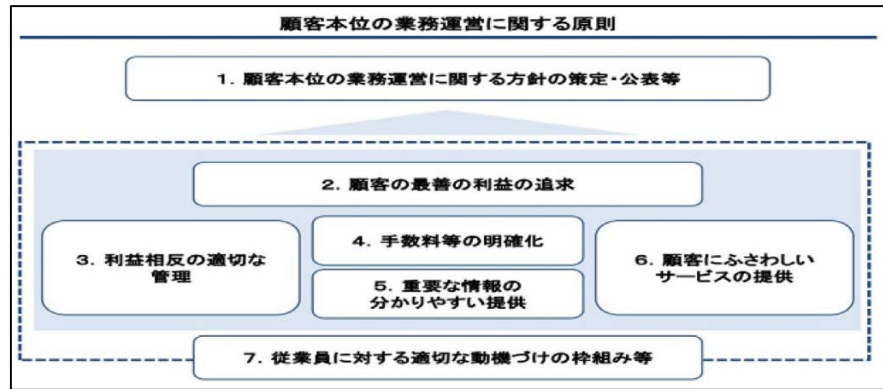 顧客本位の業務運営に関する原則
1. 顧客本位の業務運営に関する方針の策定・公表等
2. 顧客の最善の利益の追求
3. 利益相反の適切な
管理
4. 手数料等の明確化
5. 重要な情報の
分かりやすい提供
6. 顧客にふさわしい
サービスの提供
7. 従業員に対する適切な動機づけの枠組み等